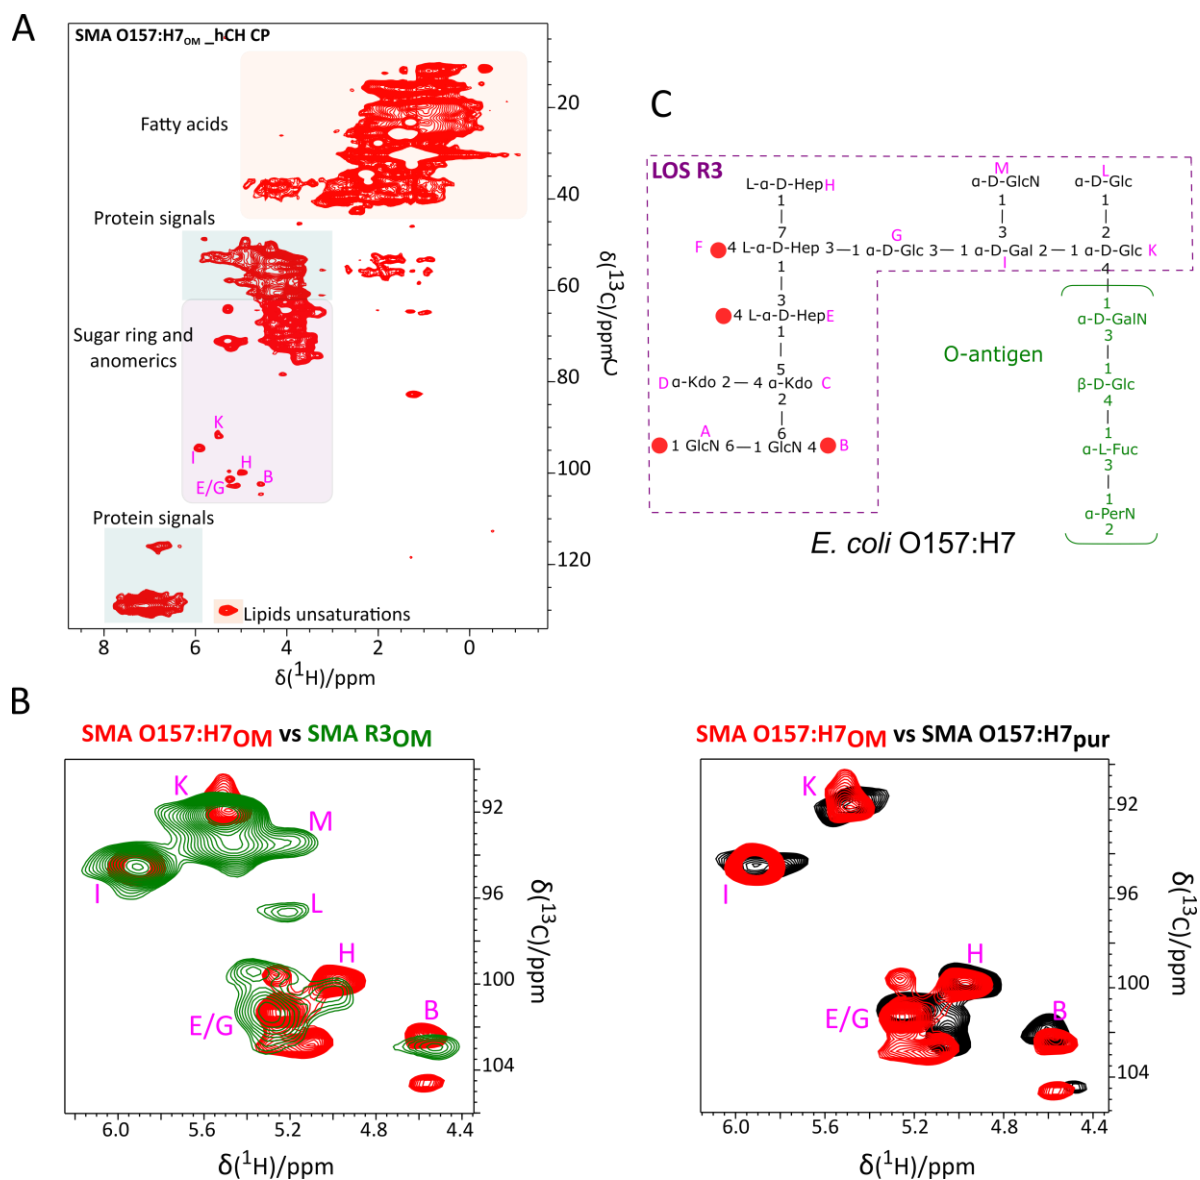 A
SMA O157:H7OM _hCH CP
Fatty acids
Protein signals
Sugar ring and
anomerics
K
I
H
E/G
B
Protein signals
Lipids unsaturations
20
40
60
80
100
120
δ(13C)/ppm
8 6 4 2 0
δ(1H)/ppm
C
LOS R3
M L
L-α-D-Hep H α-D-GlcN α-D-Glc
1 1 1
7 G 3 2
F 4 L-α-D-Hep 3—1 α-D-Glc 3—1 α-D-Gal 2—1 α-D-Glc K
1 I 4
3 1
4 L-α-D-Hep E α-D-GalN
1 3
O-antigen
5 1
D α-Kdo 2—4 α-Kdo C β-D-Glc
2 4
A 6 1
1 GlcN 6—1 GlcN 4 B α-L-Fuc
3
1
α-PerN
2
E. coli O157:H7
B
SMA O157:H7OM vs SMA R3OM
K
M
I
L
H
E/G
B
92
96
100
104
δ(13C)/ppm
6.0 5.6 5.2 4.8 4.4
δ(1H)/ppm
SMA O157:H7OM vs SMA O157:H7pur
K
I
H
E/G
B
92
96
100
104
δ(13C)/ppm
6.0 5.6 5.2 4.8 4.4
δ(1H)/ppm